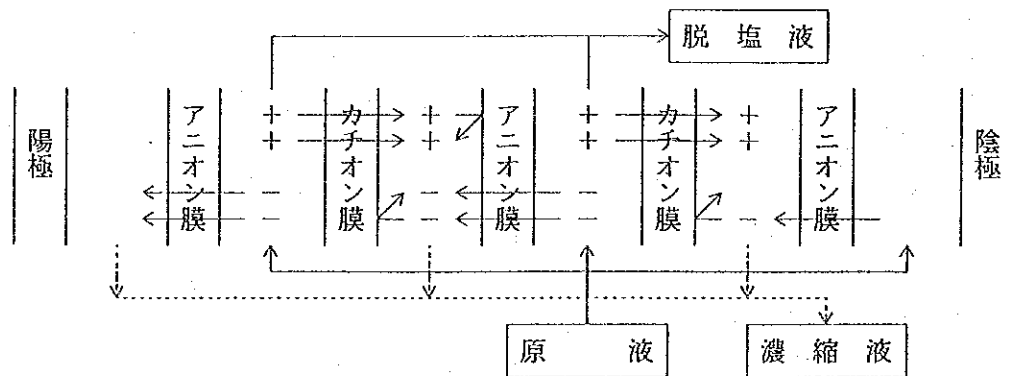 脱塩液
陽極
アニオン膜
カチオン膜
アニオン膜
カチオン膜
アニオン膜
陰極
+ + + +
+ + + +
− − −
− − − − −
原液
濃縮液